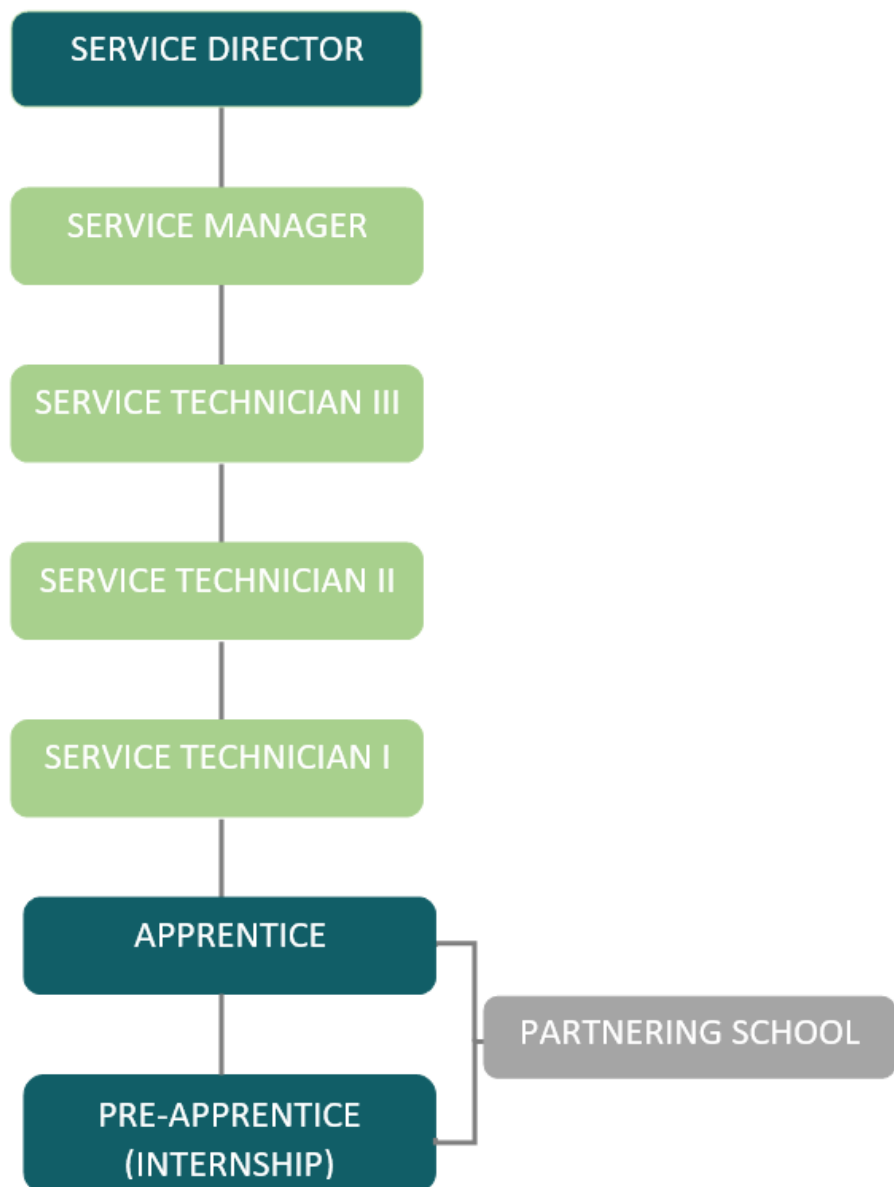 SERVICE DIRECTOR
SERVICE MANAGER
SERVICE TECHNICIAN III
SERVICE TECHNICIAN II
SERVICE TECHNICIAN I
APPRENTICE
PARTNERING SCHOOL
PRE-APPRENTICE
(INTERNSHIP)